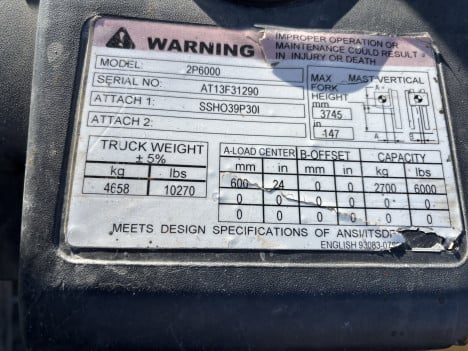 WARNING
IMPROPER OPERATION OR
MAINTENANCE COULD RESULT
IN, INJURY OR DEATH
MODEL: 2P6000
SERIAL NO: AT13F31290
ATTACH 1: SSHO39P30I
ATTACH 2:
MAX FORK HEIGHT
MAST VERTICAL
mm
3745
in
147
TRUCK WEIGHT
± 5%
kg lbs
4658 10270
A-LOAD CENTER B-OFFSET CAPACITY
mm in mm in kg Lbs
600 24 0 0 2700 6000
0 0 0 0 0 0
0 0 0 0 0 0
MEETS DESIGN SPECIFICATIONS OF
ENGLISH